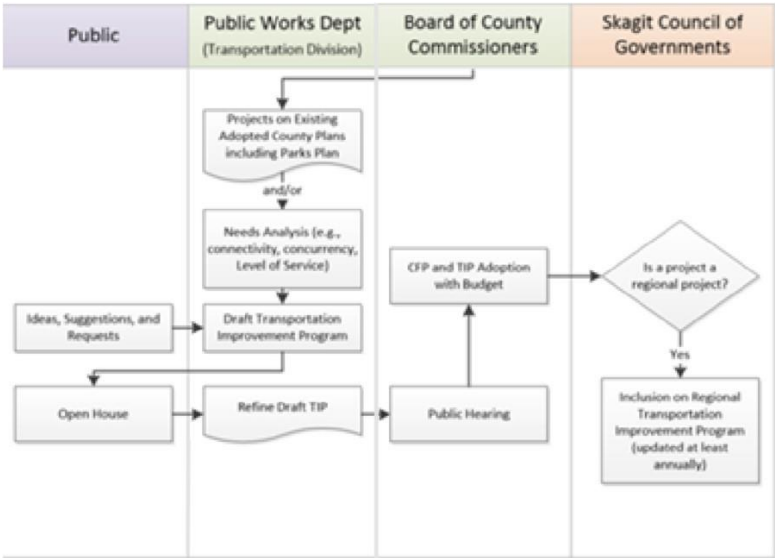 Public
Public Works Dept
(Transportation Division)
Board of County
Commissioners
Skagit Council of
Governments
Projects on Existing
Adopted County Plans
including Parks Plan
and/or
Needs Analysis (e.g.,
connectivity, concurrency,
Level of Service)
Ideas, Suggestions, and
Requests
Draft Transportation
Improvement Program
Open House
Refine Draft TIP
Public Hearing
CFP and TIP Adoption
with Budget
Is a project a
regional project?
Yes
Inclusion on Regional
Transportation
Improvement Program
(updated at least
annually)